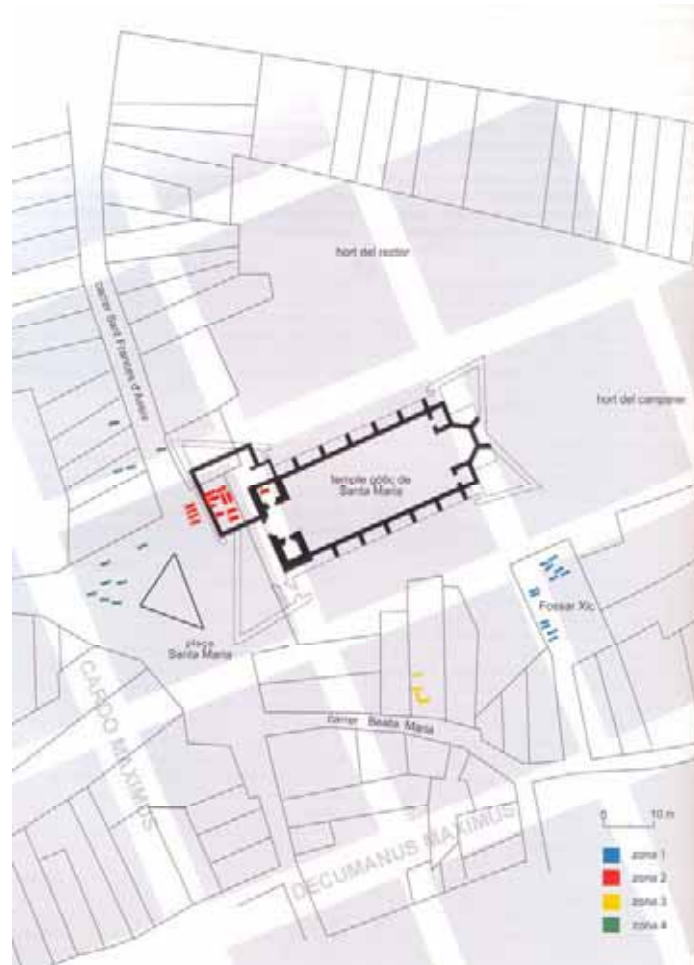 hort del rector
carrer Sant Francesc d'Assís
hort del campaner
temple gòtic de
Santa Maria
Fossar Xic
plaça
Santa Maria
carrer Beata Maria
CARDO MAXIMUS
DECUMANUS MAXIMUS
0 10 m
zona 1
zona 2
zona 3
zona 4